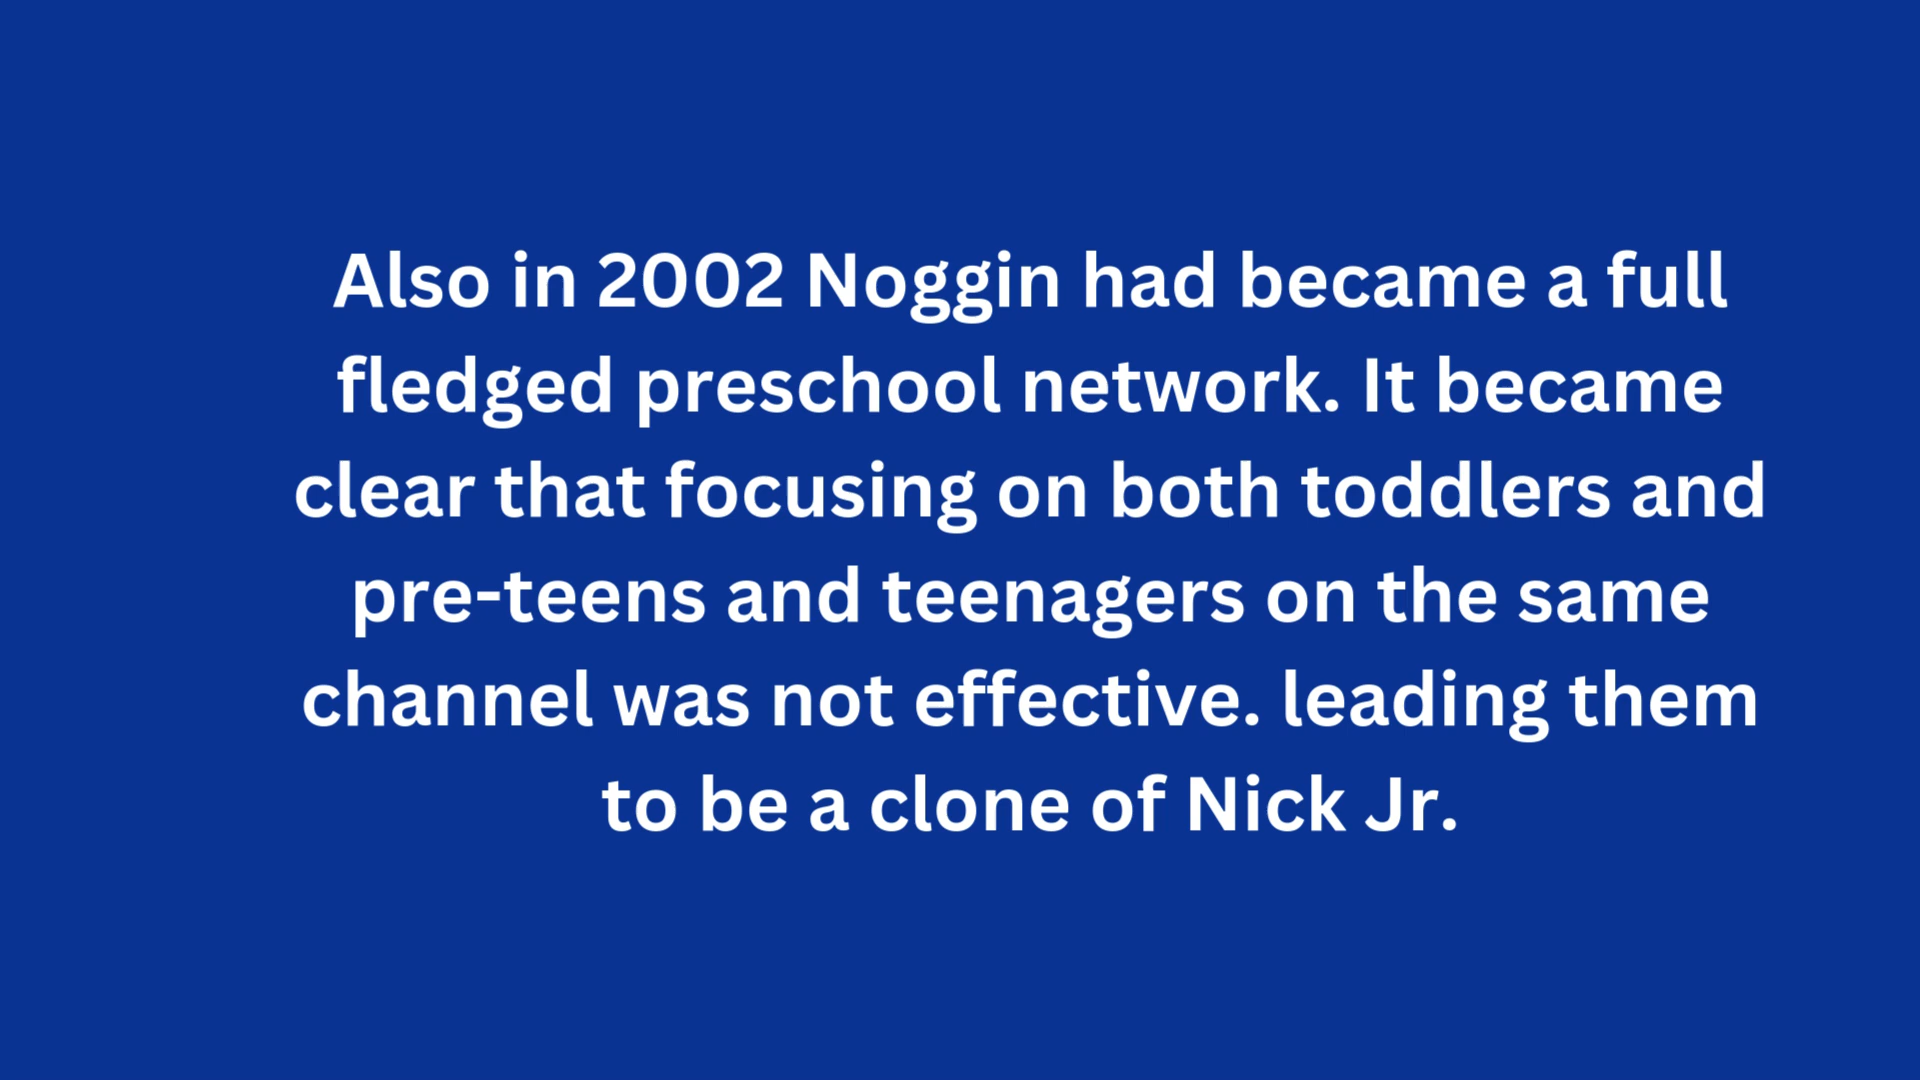 Also in 2002 Noggin had became a full
fledged preschool network. It became
clear that focusing on both toddlers and
pre-teens and teenagers on the same
channel was not effective. leading them
to be a clone of Nick Jr.